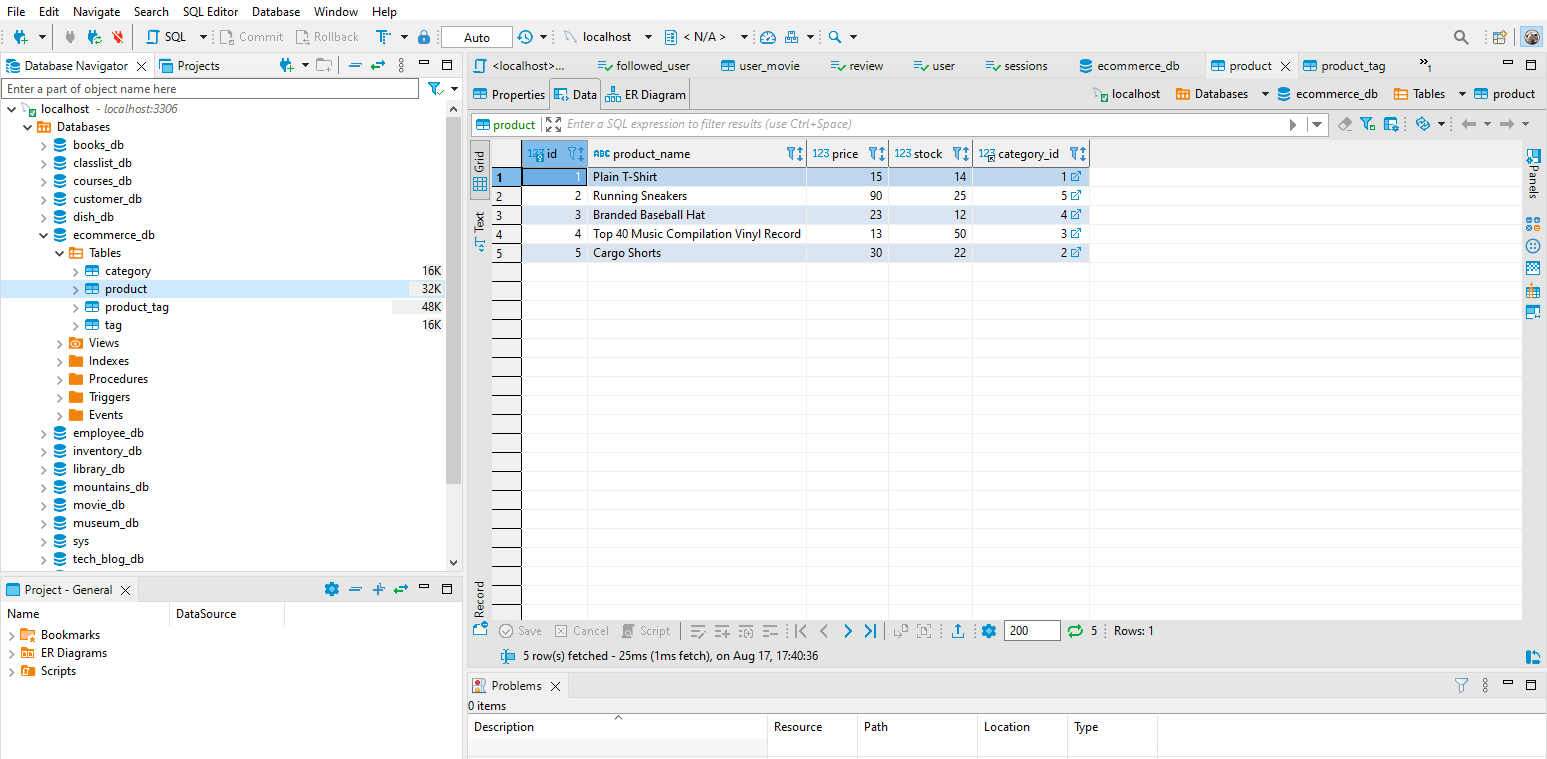 File Edit Navigate Search SQL Editor Database Window Help
SQL Commit Rollback Auto localhost < N/A >
Database Navigator Projects
Enter a part of object name here
localhost - localhost:3306
Databases
books_db
classlist_db
courses_db
customer_db
dish_db
ecommerce_db
Tables
category 16K
product 32K
product_tag 48K
tag 16K
Views
Indexes
Procedures
Triggers
Events
employee_db
inventory_db
library_db
mountains_db
movie_db
museum_db
sys
tech_blog_db
Project - General
Name DataSource
Bookmarks
ER Diagrams
Scripts
<localhost>... followed_user user_movie review user sessions ecommerce_db product product_tag »1
Properties Data ER Diagram localhost Databases ecommerce_db Tables product
product Enter a SQL expression to filter results (use Ctrl+Space)
Grid
Text
Record
123 id ABC product_name 123 price 123 stock 123 category_id
1 1 Plain T-Shirt 15 14 1
2 2 Running Sneakers 90 25 5
3 3 Branded Baseball Hat 23 12 4
4 4 Top 40 Music Compilation Vinyl Record 13 50 3
5 5 Cargo Shorts 30 22 2
Panels
Save Cancel Script 200 5 Rows: 1
5 row(s) fetched - 25ms (1ms fetch), on Aug 17, 17:40:36
Problems
0 items
Description Resource Path Location Type